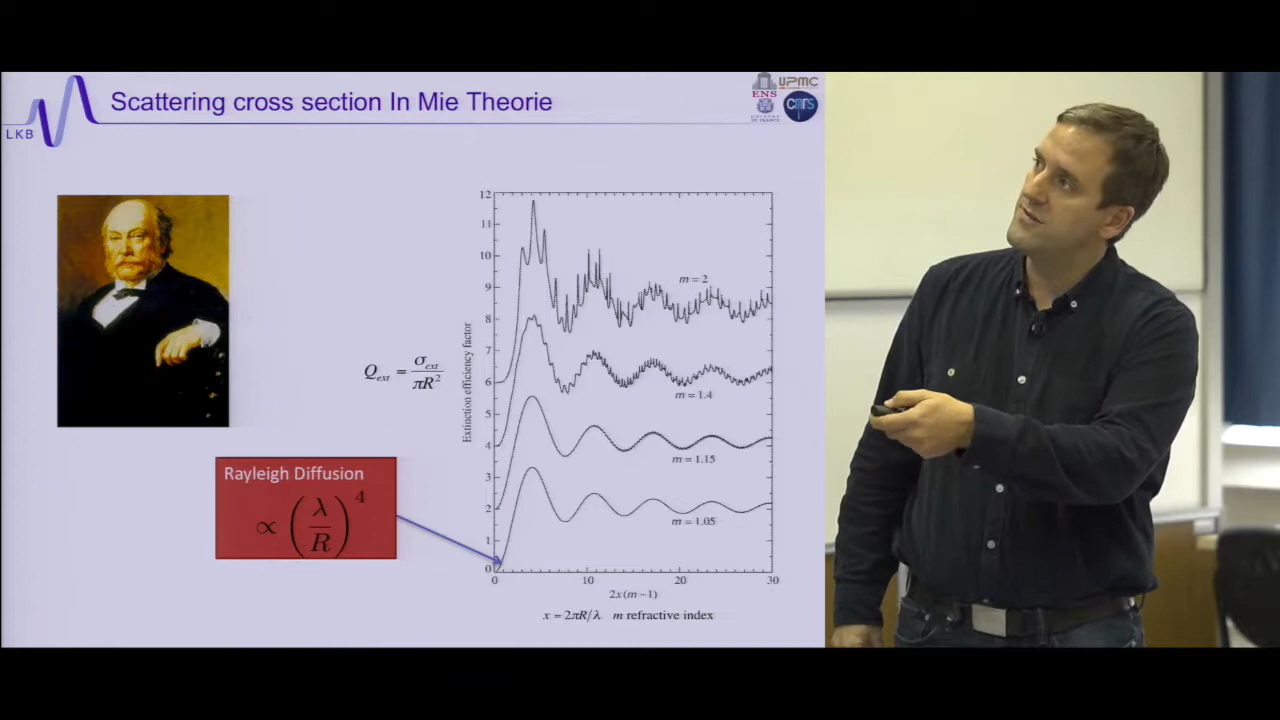 LKB
Scattering cross section In Mie Theorie
ENS
UPMC
cnrs
Q_ext = σ_ext / πR²
Rayleigh Diffusion
∝ (λ/R)^4
Extinction efficiency factor
12
11
10
9
8
7
6
5
4
3
2
1
0
m = 2
m = 1.4
m = 1.15
m = 1.05
0 10 20 30
2x(m−1)
x = 2πR/λ m refractive index